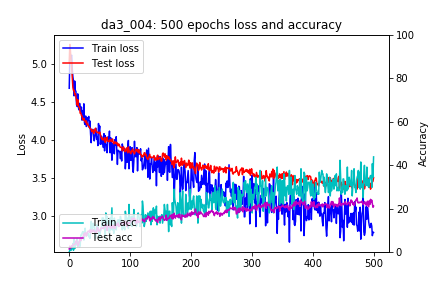 da3_004: 500 epochs loss and accuracy
Train loss
Test loss
Train acc
Test acc
Loss
Accuracy
5.0
4.5
4.0
3.5
3.0
100
80
60
40
20
0
0
100
200
300
400
500